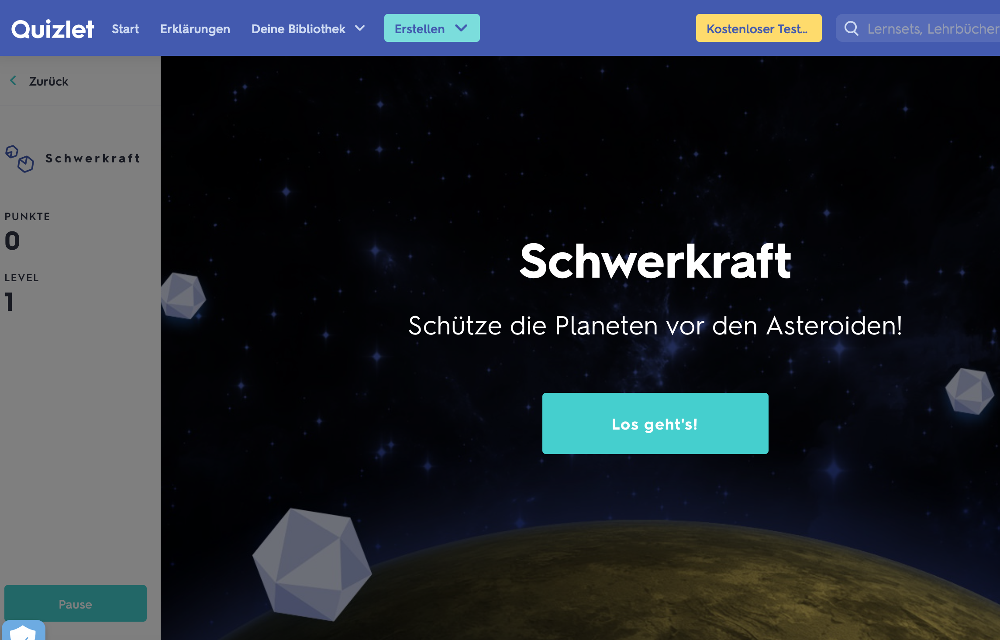 Quizlet
Start
Erklärungen
Deine Bibliothek
Erstellen
Kostenloser Test...
Lernsets, Lehrbücher
Zurück
Schwerkraft
PUNKTE
0
LEVEL
1
Schwerkraft
Schütze die Planeten vor den Asteroiden!
Los geht's!
Pause